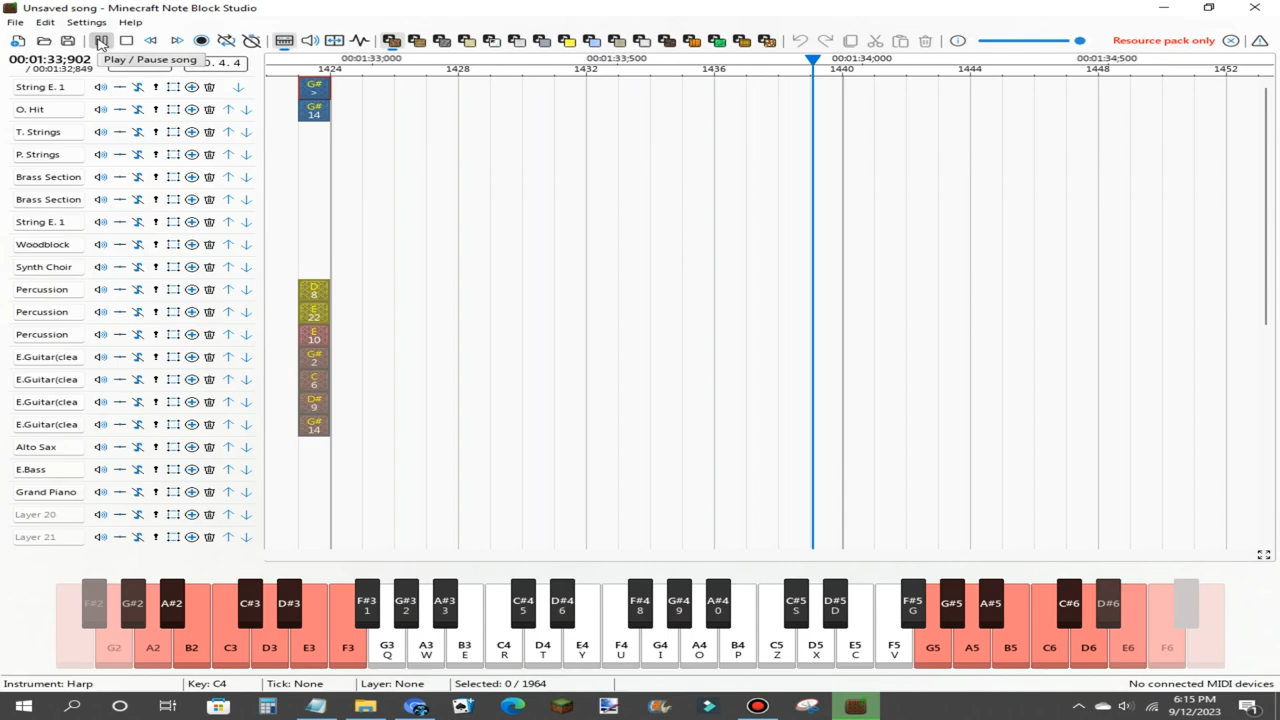 Unsaved song - Minecraft Note Block Studio
File Edit Settings Help
00:01:33;902
/ 00:01:32;849
. 4. 4
Play / Pause song
Resource pack only
00:01:33;000 00:01:33;500 00:01:34;000 00:01:34;500
1424 1428 1432 1436 1440 1444 1448 1452
String E. 1
G#
>
O. Hit
G#
14
T. Strings
P. Strings
Brass Section
Brass Section
String E. 1
Woodblock
Synth Choir
Percussion
D
8
Percussion
E
22
Percussion
E
10
E.Guitar(clea
G#
2
E.Guitar(clea
C
6
E.Guitar(clea
D#
9
E.Guitar(clea
G#
14
Alto Sax
E.Bass
Grand Piano
Layer 20
Layer 21
F#2 G#2 A#2 C#3 D#3 F#3 G#3 A#3 C#4 D#4 F#4 G#4 A#4 C#5 D#5 F#5 G#5 A#5 C#6 D#6
1 2 3 5 6 8 9 0 S D G
G2 A2 B2 C3 D3 E3 F3 G3 A3 B3 C4 D4 E4 F4 G4 A4 B4 C5 D5 E5 F5 G5 A5 B5 C6 D6 E6 F6
Q W E R T Y U I O P Z X C V
Instrument: Harp Key: C4 Tick: None Layer: None Selected: 0 / 1964 No connected MIDI devices
6:15 PM
9/12/2023
1